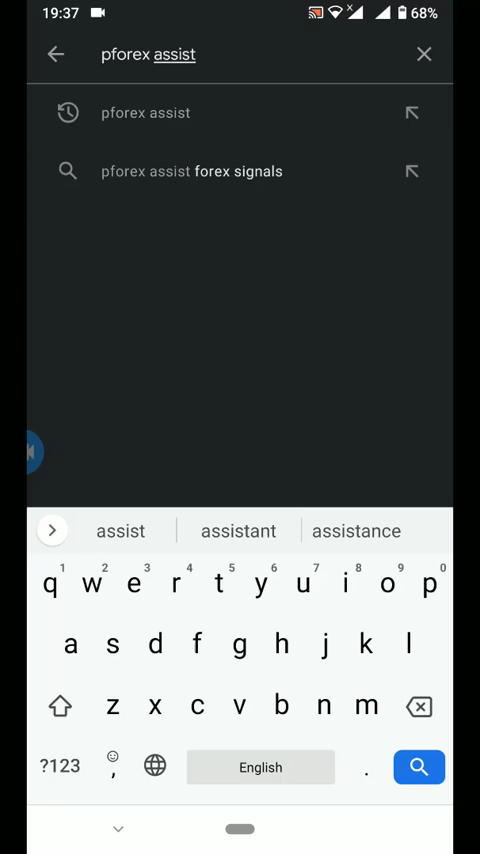 19:37 68%
pforex assist
pforex assist
pforex assist forex signals
assist assistant assistance
1 2 3 4 5 6 7 8 9 0
q w e r t y u i o p
a s d f g h j k l
z x c v b n m
?123 , English .